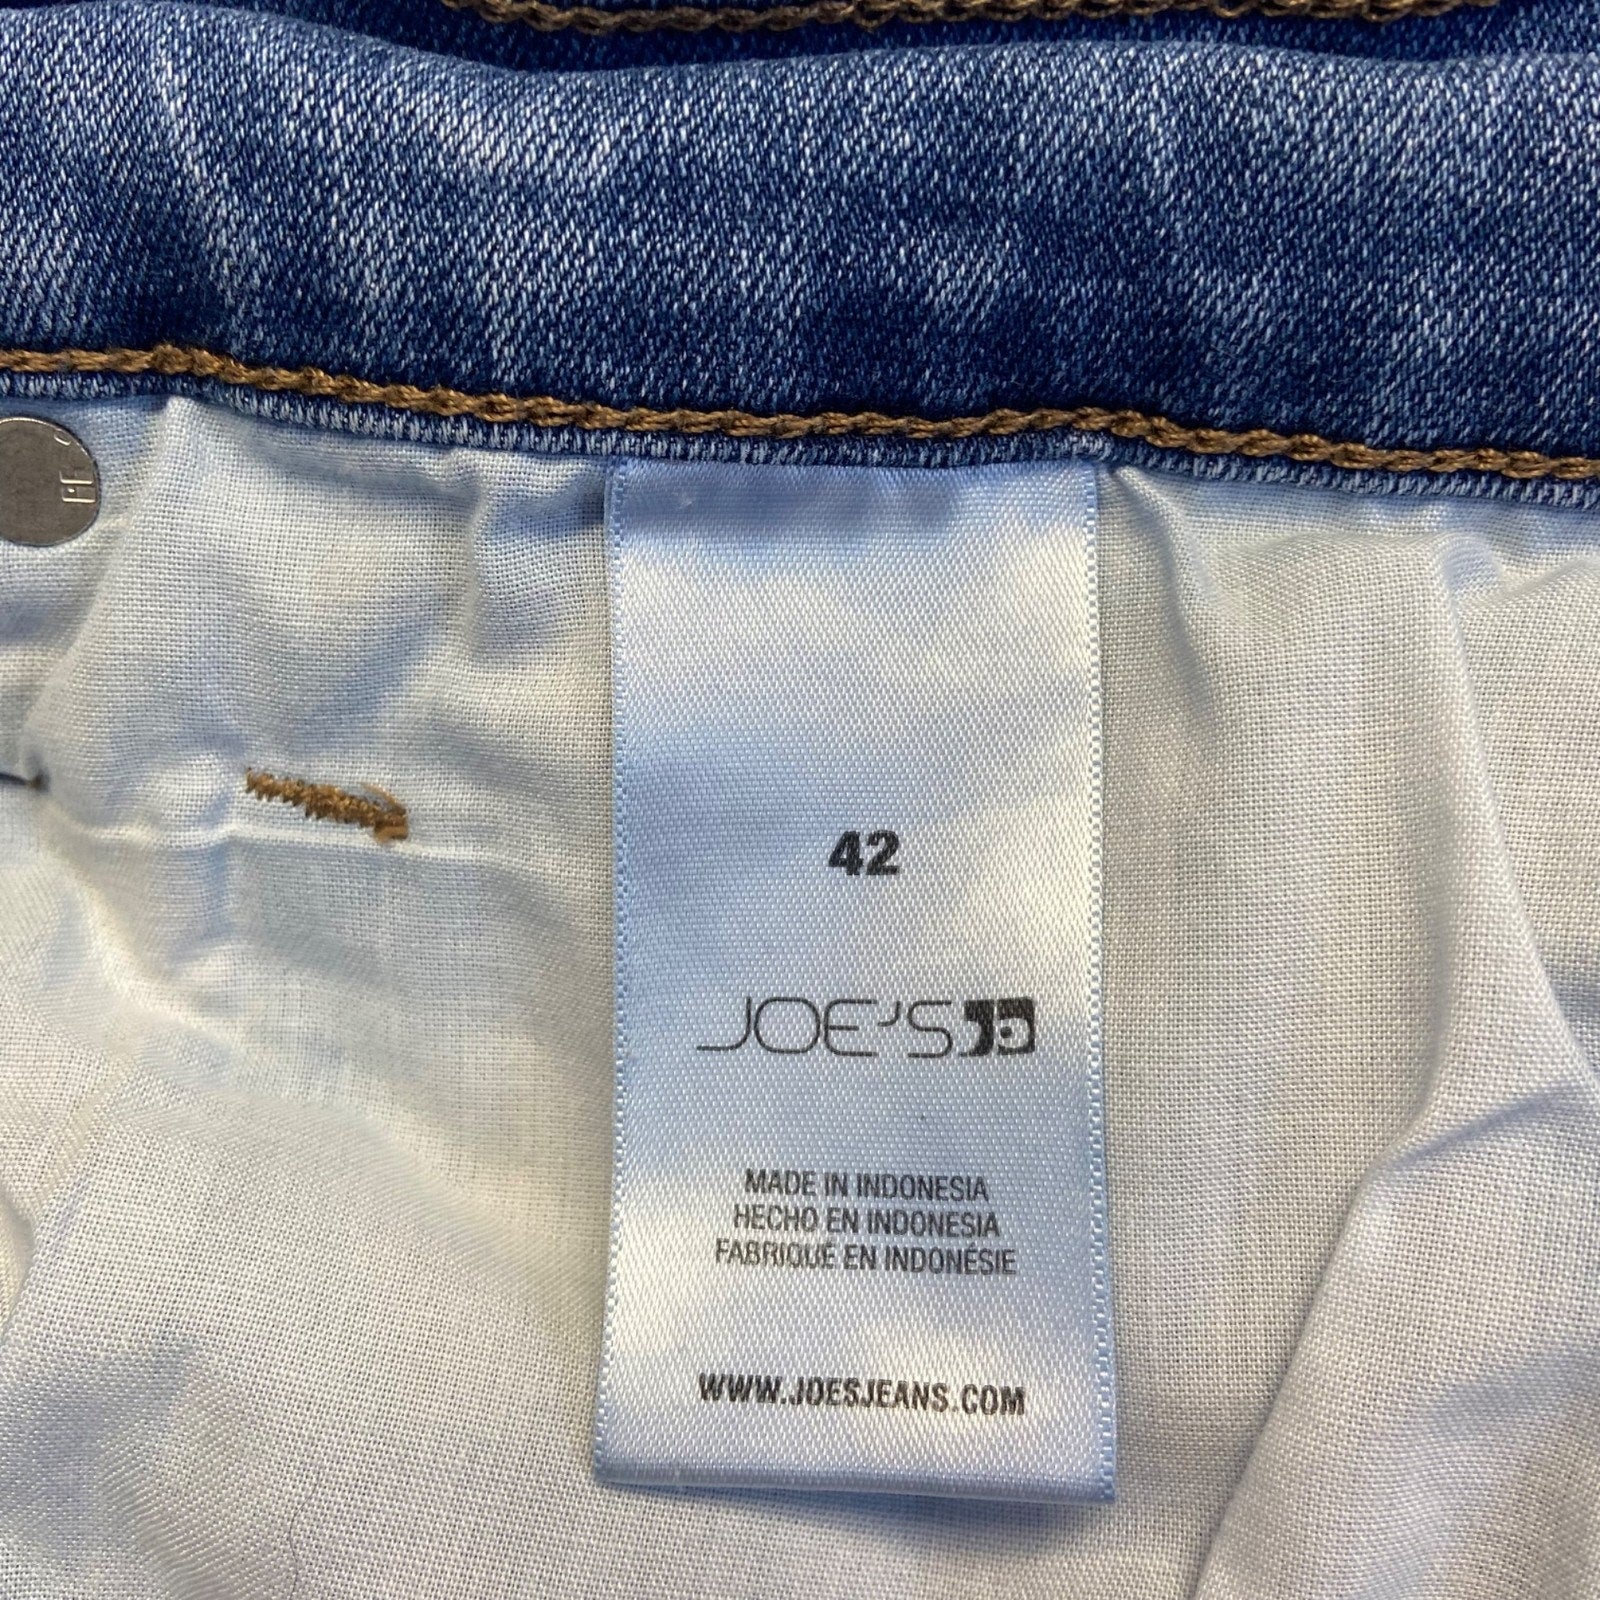 42
JOE'S
MADE IN INDONESIA
HECHO EN INDONESIA
FABRIQUÉ EN INDONÉSIE
WWW.JOESJEANS.COM